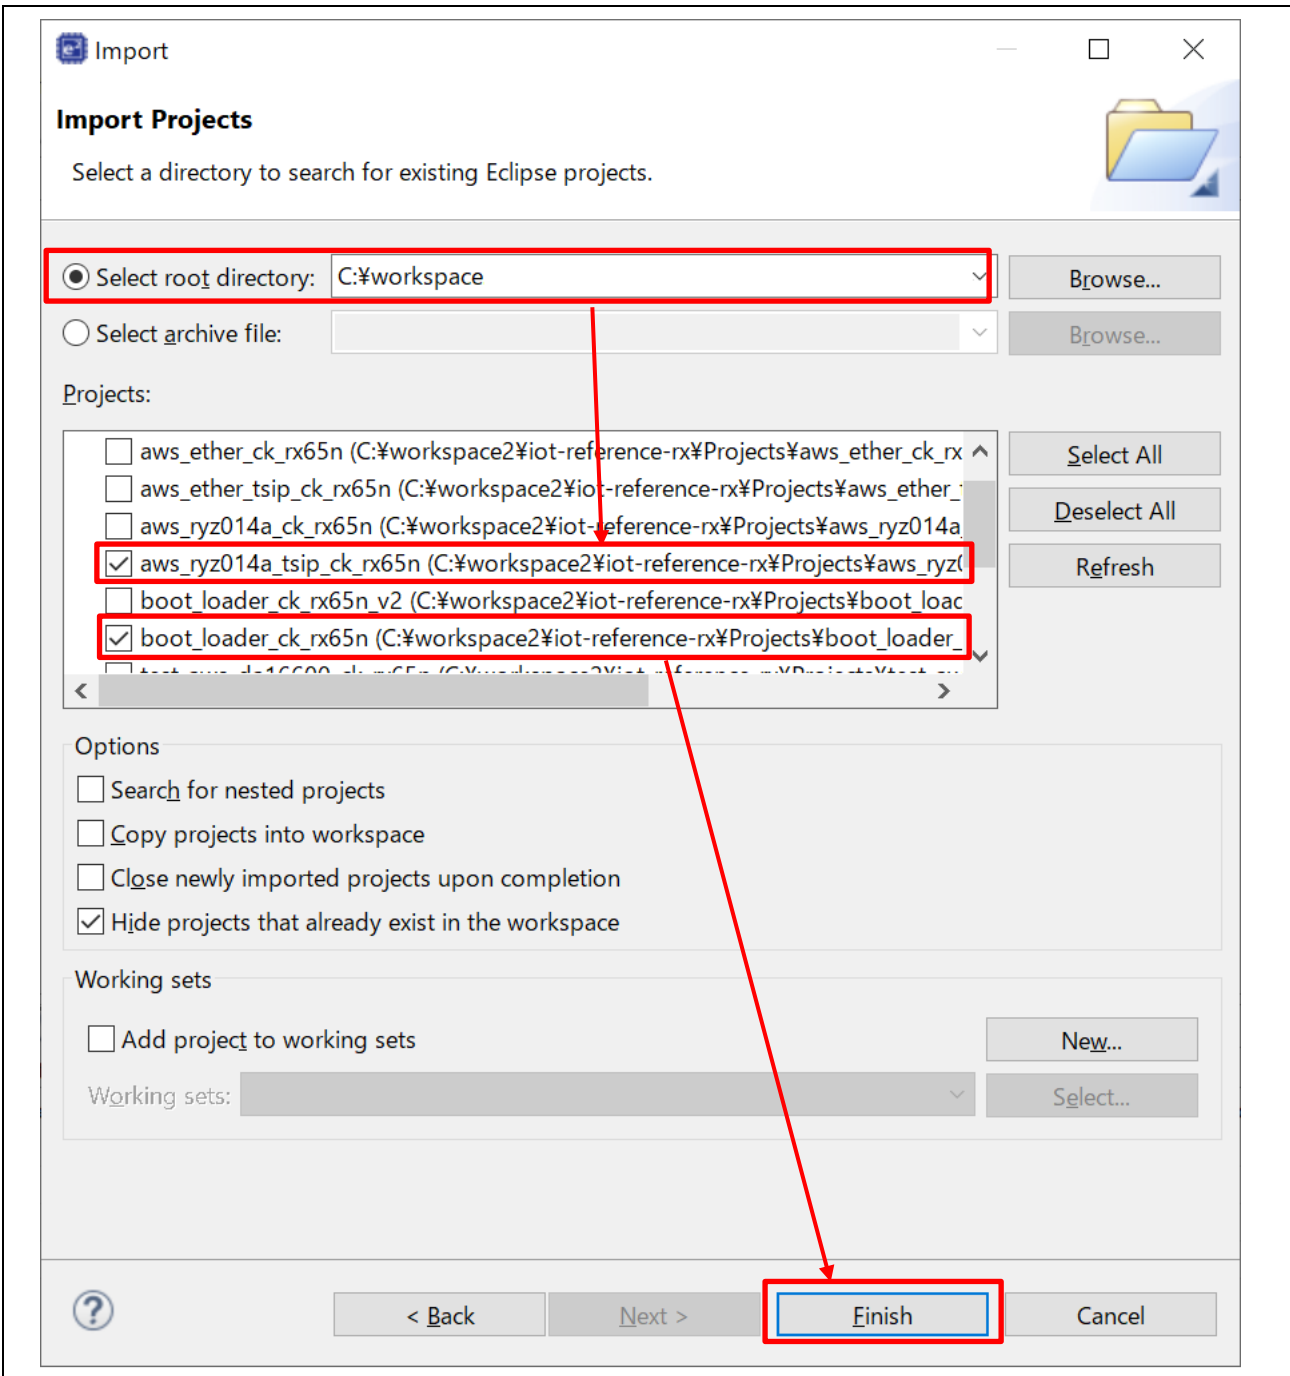 Import
Import Projects
Select a directory to search for existing Eclipse projects.
Select root directory: C:¥workspace Browse...
Select archive file: Browse...
Projects:
aws_ether_ck_rx65n (C:¥workspace2¥iot-reference-rx¥Projects¥aws_ether_ck_rx
aws_ether_tsip_ck_rx65n (C:¥workspace2¥iot-reference-rx¥Projects¥aws_ether_
aws_ryz014a_ck_rx65n (C:¥workspace2¥iot-reference-rx¥Projects¥aws_ryz014a
aws_ryz014a_tsip_ck_rx65n (C:¥workspace2¥iot-reference-rx¥Projects¥aws_ryz
boot_loader_ck_rx65n_v2 (C:¥workspace2¥iot-reference-rx¥Projects¥boot_load
boot_loader_ck_rx65n (C:¥workspace2¥iot-reference-rx¥Projects¥boot_loader_
Select All
Deselect All
Refresh
Options
Search for nested projects
Copy projects into workspace
Close newly imported projects upon completion
Hide projects that already exist in the workspace
Working sets
Add project to working sets New...
Working sets: Select...
? < Back Next > Finish Cancel